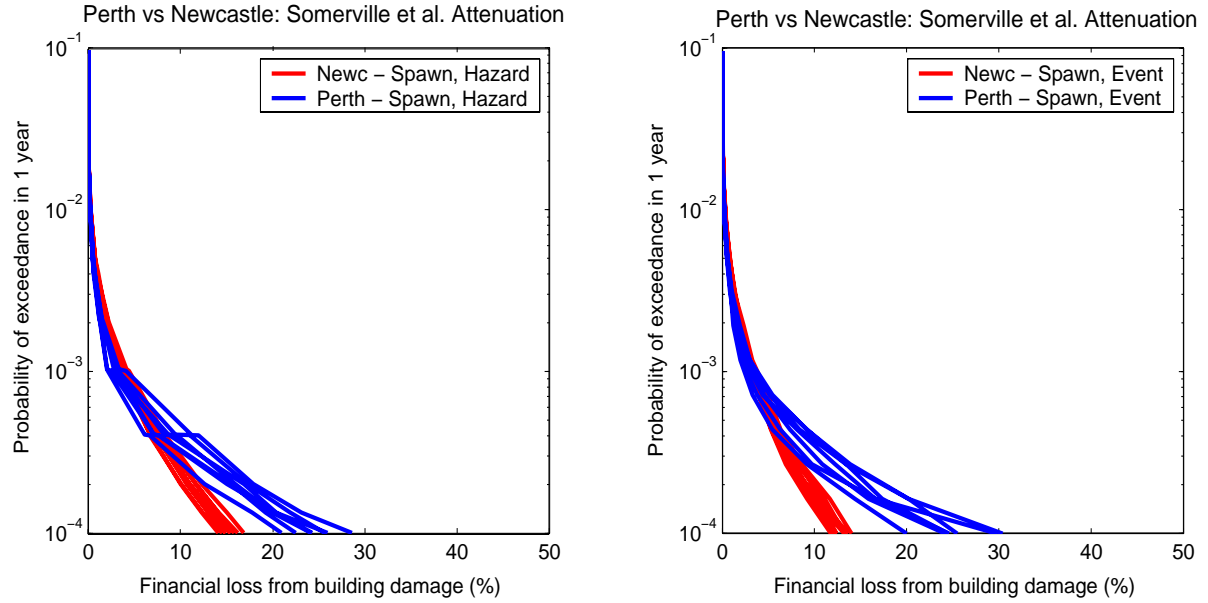 Perth vs Newcastle: Somerville et al. Attenuation
Newc − Spawn, Hazard
Perth − Spawn, Hazard
Probability of exceedance in 1 year
10−1
10−2
10−3
10−4
0 10 20 30 40 50
Financial loss from building damage (%)
Perth vs Newcastle: Somerville et al. Attenuation
Newc − Spawn, Event
Perth − Spawn, Event
Probability of exceedance in 1 year
10−1
10−2
10−3
10−4
0 10 20 30 40 50
Financial loss from building damage (%)